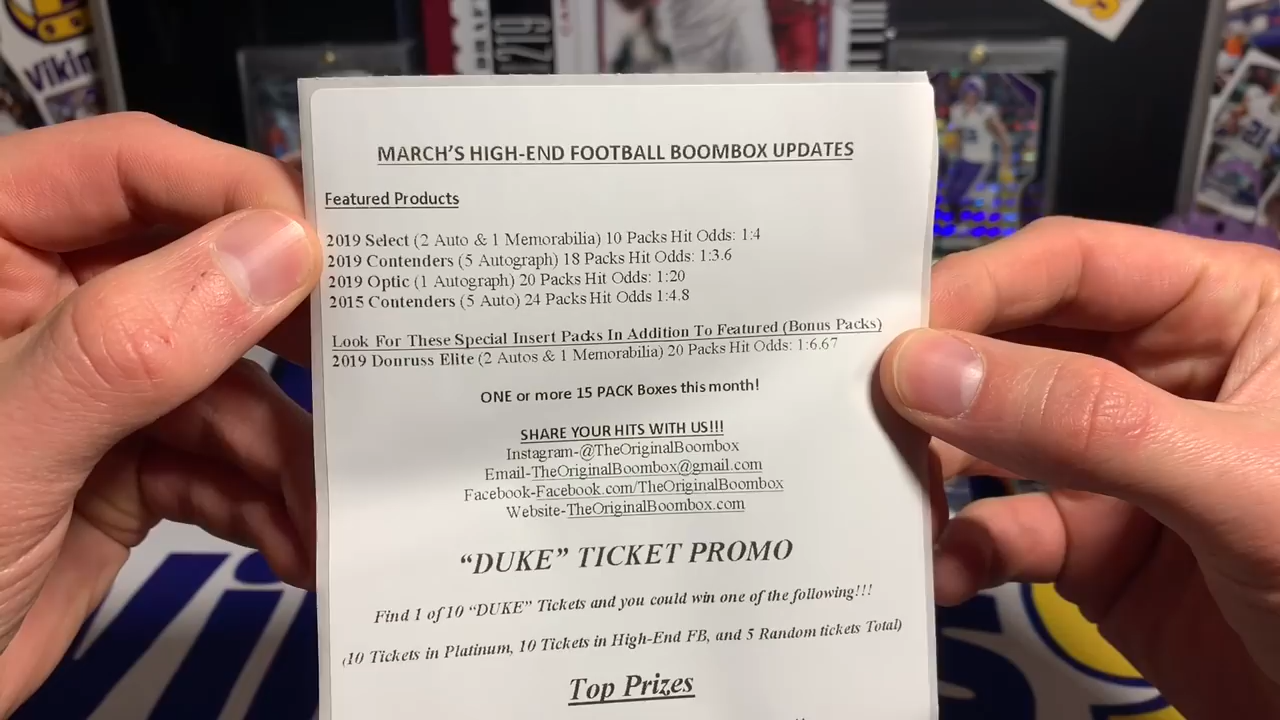 Vikin
1219
21
MARCH'S HIGH-END FOOTBALL BOOMBOX UPDATES
Featured Products
2019 Select (2 Auto & 1 Memorabilia) 10 Packs Hit Odds: 1:4
2019 Contenders (5 Autograph) 18 Packs Hit Odds: 1:3.6
2019 Optic (1 Autograph) 20 Packs Hit Odds: 1:20
2015 Contenders (5 Auto) 24 Packs Hit Odds 1:4.8
Look For These Special Insert Packs In Addition To Featured (Bonus Packs)
2019 Donruss Elite (2 Autos & 1 Memorabilia) 20 Packs Hit Odds: 1:6.67
ONE or more 15 PACK Boxes this month!
SHARE YOUR HITS WITH US!!!
Instagram-@TheOriginalBoombox
Email-TheOriginalBoombox@gmail.com
Facebook-Facebook.com/TheOriginalBoombox
Website-TheOriginalBoombox.com
"DUKE" TICKET PROMO
Find 1 of 10 "DUKE" Tickets and you could win one of the following!!!
(10 Tickets in Platinum, 10 Tickets in High-End FB, and 5 Random tickets Total)
Top Prizes